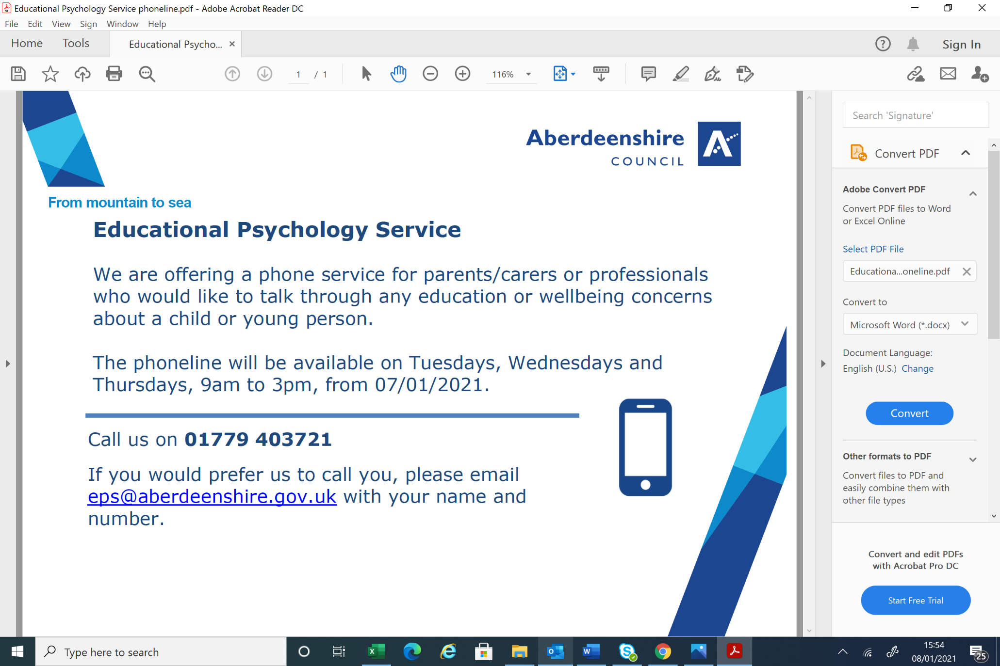 Educational Psychology Service phoneline.pdf - Adobe Acrobat Reader DC
File Edit View Sign Window Help
Home Tools Educational Psycho... Sign In
1 / 1 116%
Aberdeenshire
COUNCIL
From mountain to sea
Educational Psychology Service
We are offering a phone service for parents/carers or professionals
who would like to talk through any education or wellbeing concerns
about a child or young person.
The phoneline will be available on Tuesdays, Wednesdays and
Thursdays, 9am to 3pm, from 07/01/2021.
Call us on 01779 403721
If you would prefer us to call you, please email
eps@aberdeenshire.gov.uk with your name and
number.
Search 'Signature'
Convert PDF
Adobe Convert PDF
Convert PDF files to Word
or Excel Online
Select PDF File
Educationa...oneline.pdf
Convert to
Microsoft Word (*.docx)
Document Language:
English (U.S.) Change
Convert
Other formats to PDF
Convert files to PDF and
easily combine them with
other file types
Convert and edit PDFs
with Acrobat Pro DC
Start Free Trial
Type here to search
15:54
08/01/2021
25